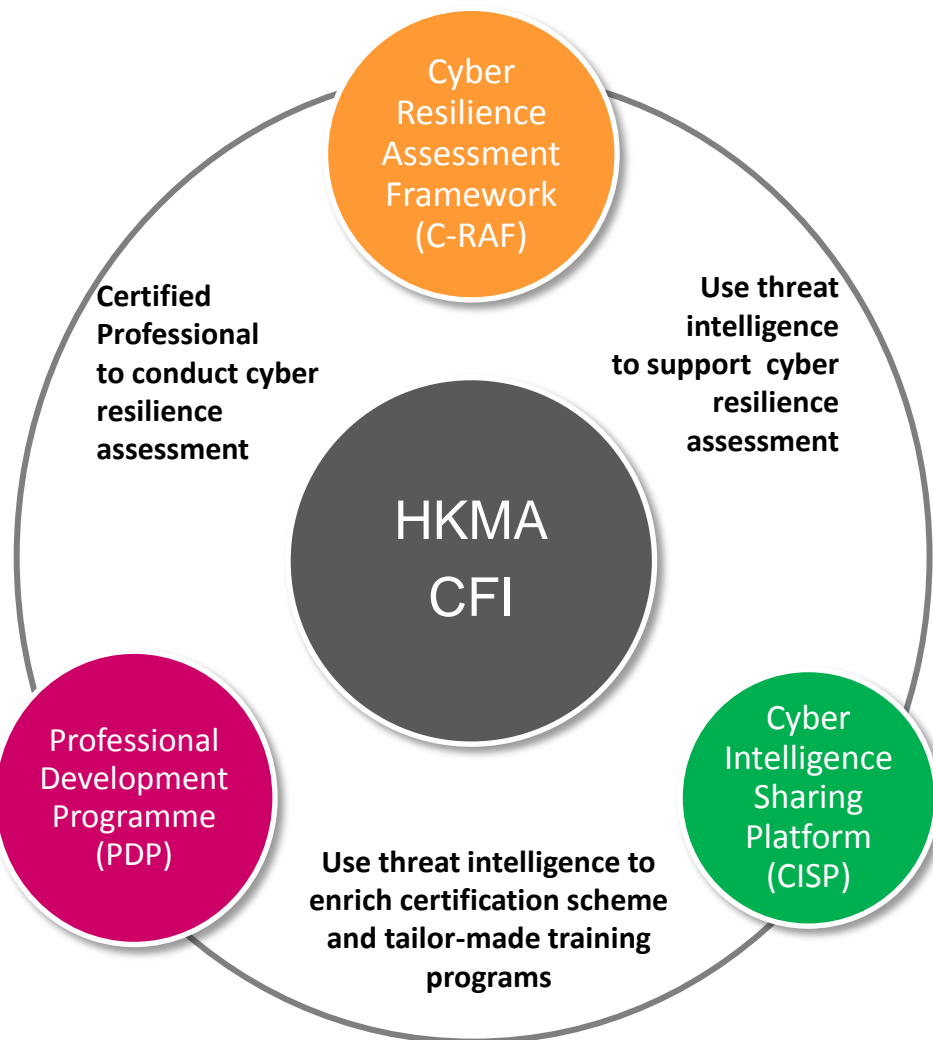 Cyber
Resilience
Assessment
Framework
(C-RAF)
Certified
Professional
to conduct cyber
resilience
assessment
Use threat
intelligence
to support cyber
resilience
assessment
HKMA
CFI
Professional
Development
Programme
(PDP)
Cyber
Intelligence
Sharing
Platform
(CISP)
Use threat intelligence to
enrich certification scheme
and tailor-made training
programs